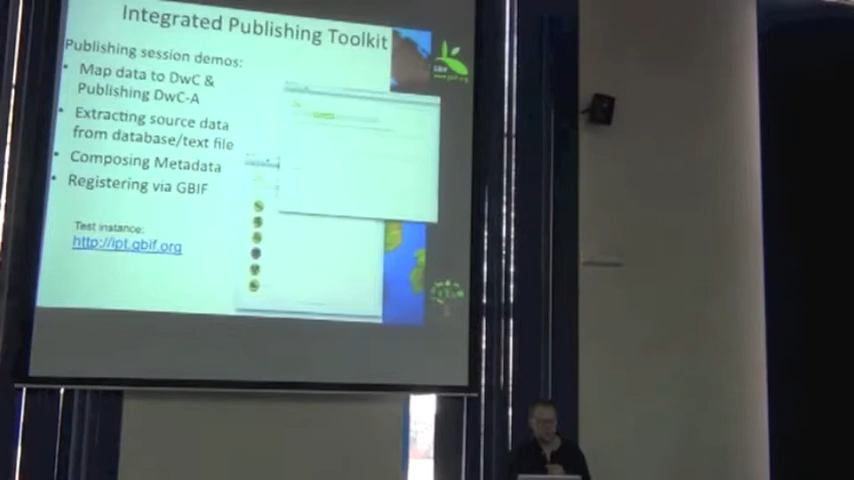 Integrated Publishing Toolkit
Publishing session demos:
• Map data to DwC &
Publishing DwC-A
• Extracting source data
from database/text file
• Composing Metadata
• Registering via GBIF
Test instance:
http://ipt.gbif.org
GBIF